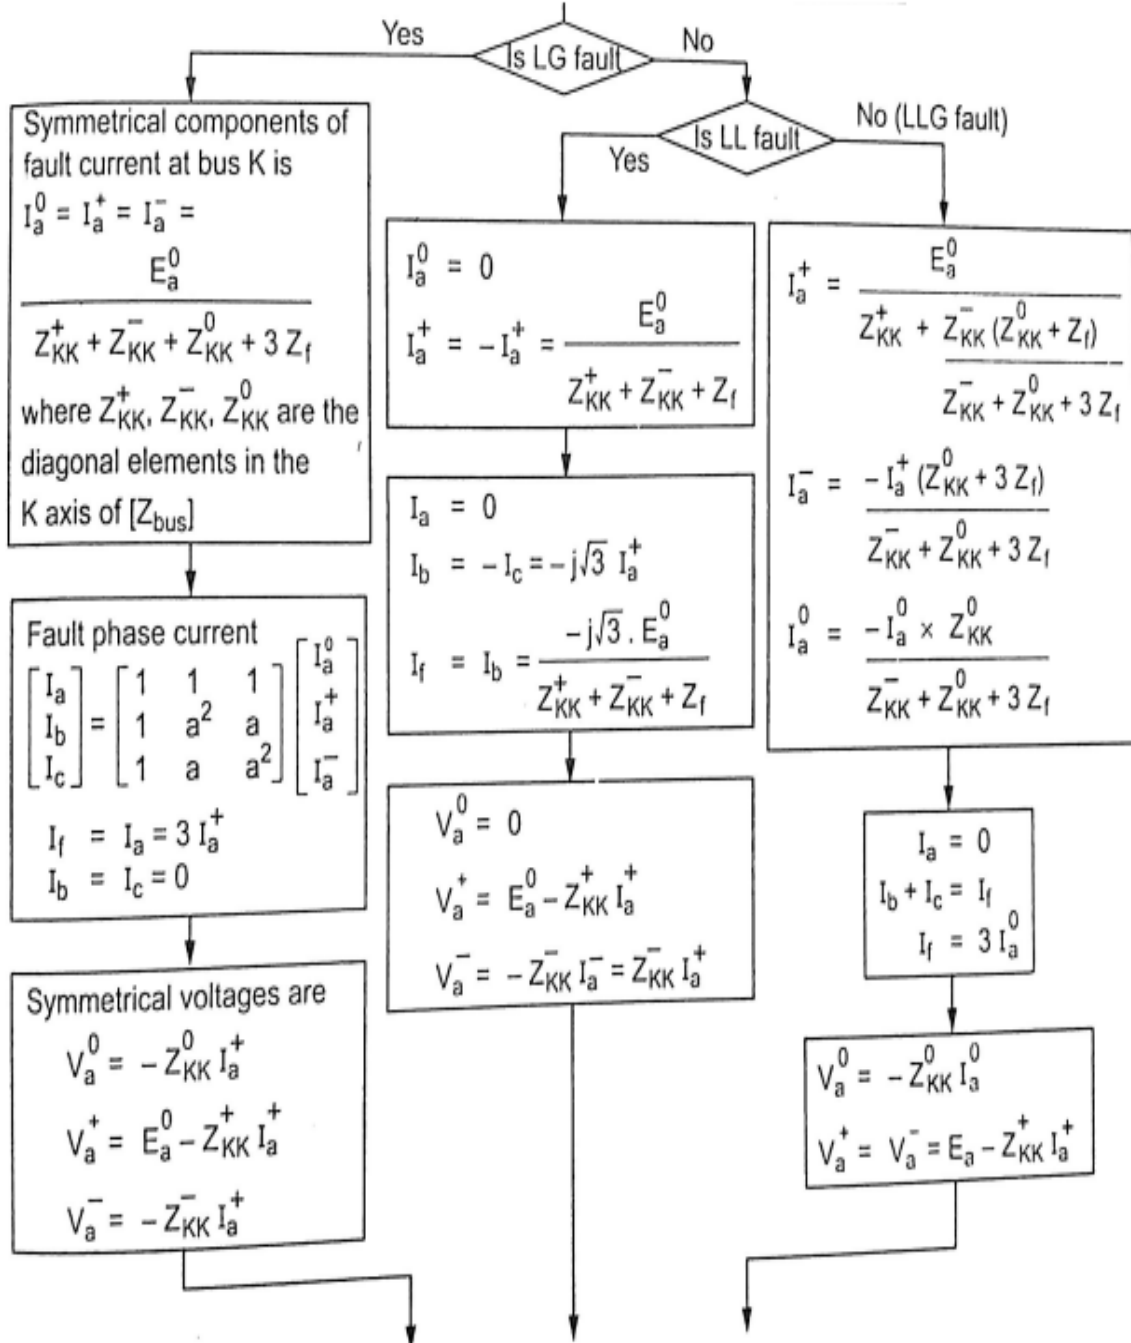 Is LG fault
Yes
No
Is LL fault
Yes
No (LLG fault)
Symmetrical components of
fault current at bus K is
I_a^0 = I_a^+ = I_a^- =
E_a^0
Z_KK^+ + Z_KK^- + Z_KK^0 + 3 Z_f
where Z_KK^+, Z_KK^-, Z_KK^0 are the
diagonal elements in the
K axis of [Z_bus]
Fault phase current
[I_a] = [1 1 1] [I_a^0]
[I_b] [1 a^2 a] [I_a^+]
[I_c] [1 a a^2] [I_a^-]
I_f = I_a = 3 I_a^+
I_b = I_c = 0
Symmetrical voltages are
V_a^0 = - Z_KK^0 I_a^+
V_a^+ = E_a^0 - Z_KK^+ I_a^+
V_a^- = - Z_KK^- I_a^+
I_a^0 = 0
E_a^0
I_a^+ = - I_a^+ =
Z_KK^+ + Z_KK^- + Z_f
I_a = 0
I_b = - I_c = - j√3 I_a^+
-j√3 . E_a^0
I_f = I_b =
Z_KK^+ + Z_KK^- + Z_f
V_a^0 = 0
V_a^+ = E_a^0 - Z_KK^+ I_a^+
V_a^- = - Z_KK^- I_a^- = Z_KK^- I_a^+
E_a^0
I_a^+ =
Z_KK^+ + Z_KK^- (Z_KK^0 + Z_f)
Z_KK^- + Z_KK^0 + 3 Z_f
I_a^- = - I_a^+ (Z_KK^0 + 3 Z_f)
Z_KK^- + Z_KK^0 + 3 Z_f
I_a^0 = - I_a^0 × Z_KK^0
Z_KK^- + Z_KK^0 + 3 Z_f
I_a = 0
I_b + I_c = I_f
I_f = 3 I_a^0
V_a^0 = - Z_KK^0 I_a^0
V_a^+ = V_a^- = E_a - Z_KK^+ I_a^+